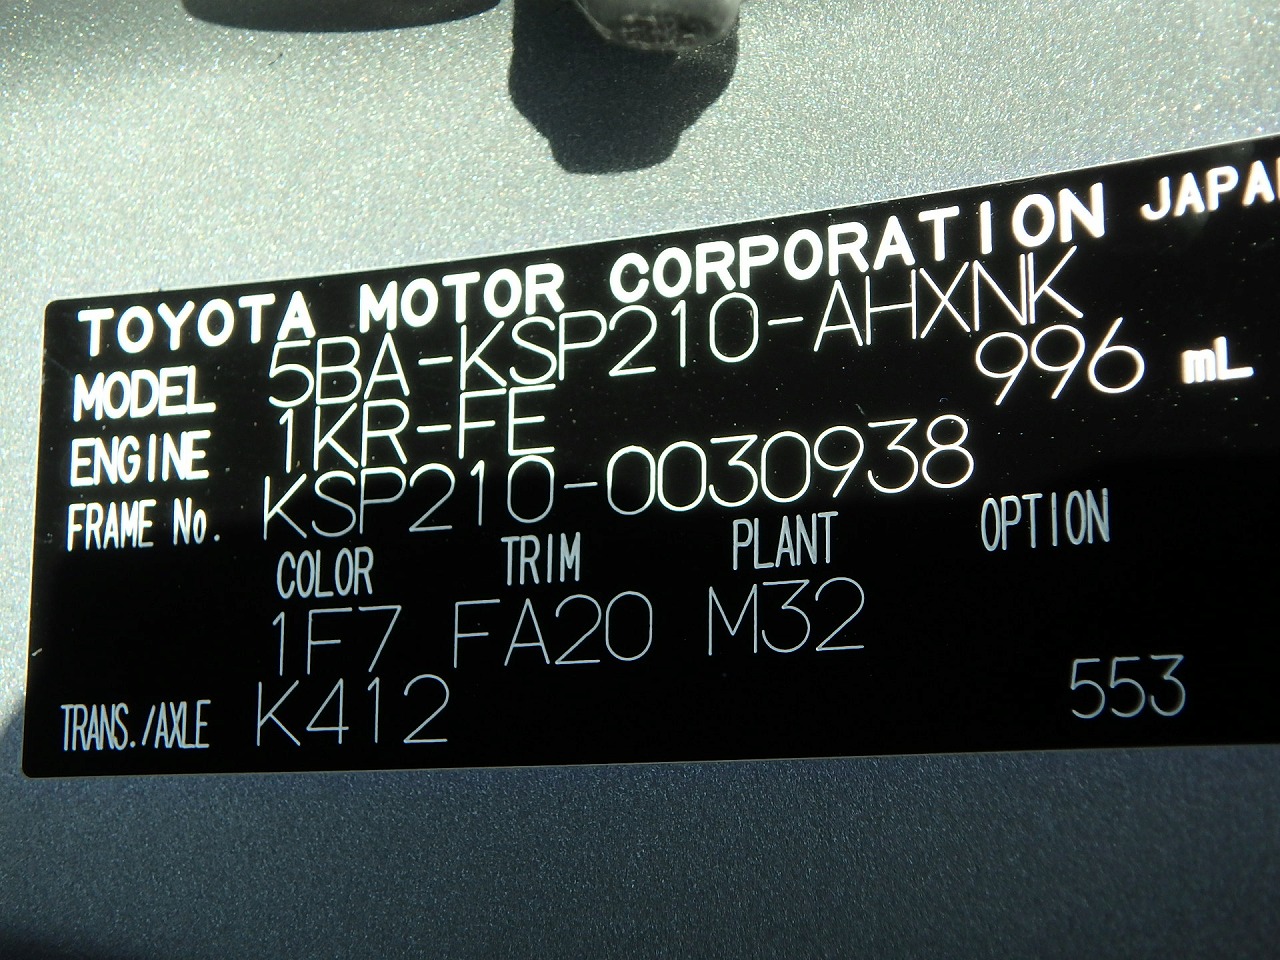 TOYOTA MOTOR CORPORATION JAPAN
MODEL 5BA-KSP210-AHXNK
ENGINE 1KR-FE 996 mL
FRAME No. KSP210-0030938
COLOR TRIM PLANT OPTION
1F7 FA20 M32
TRANS./AXLE K412 553